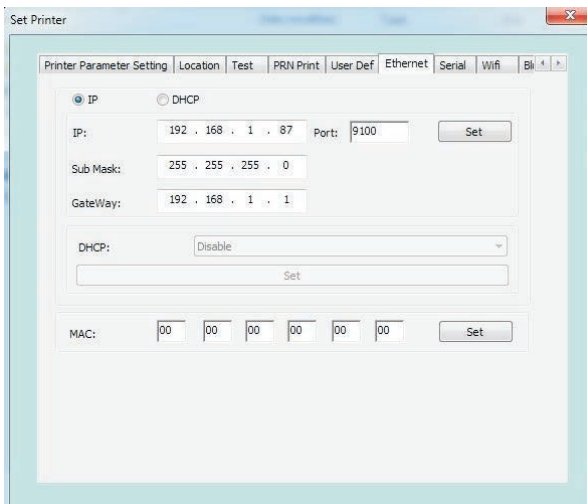 Set Printer
Printer Parameter Setting Location Test PRN Print User Def Ethernet Serial Wifi
IP DHCP
IP: 192 . 168 . 1 . 87 Port: 9100 Set
Sub Mask: 255 . 255 . 255 . 0
GateWay: 192 . 168 . 1 . 1
DHCP: Disable
Set
MAC: 00 00 00 00 00 00 Set